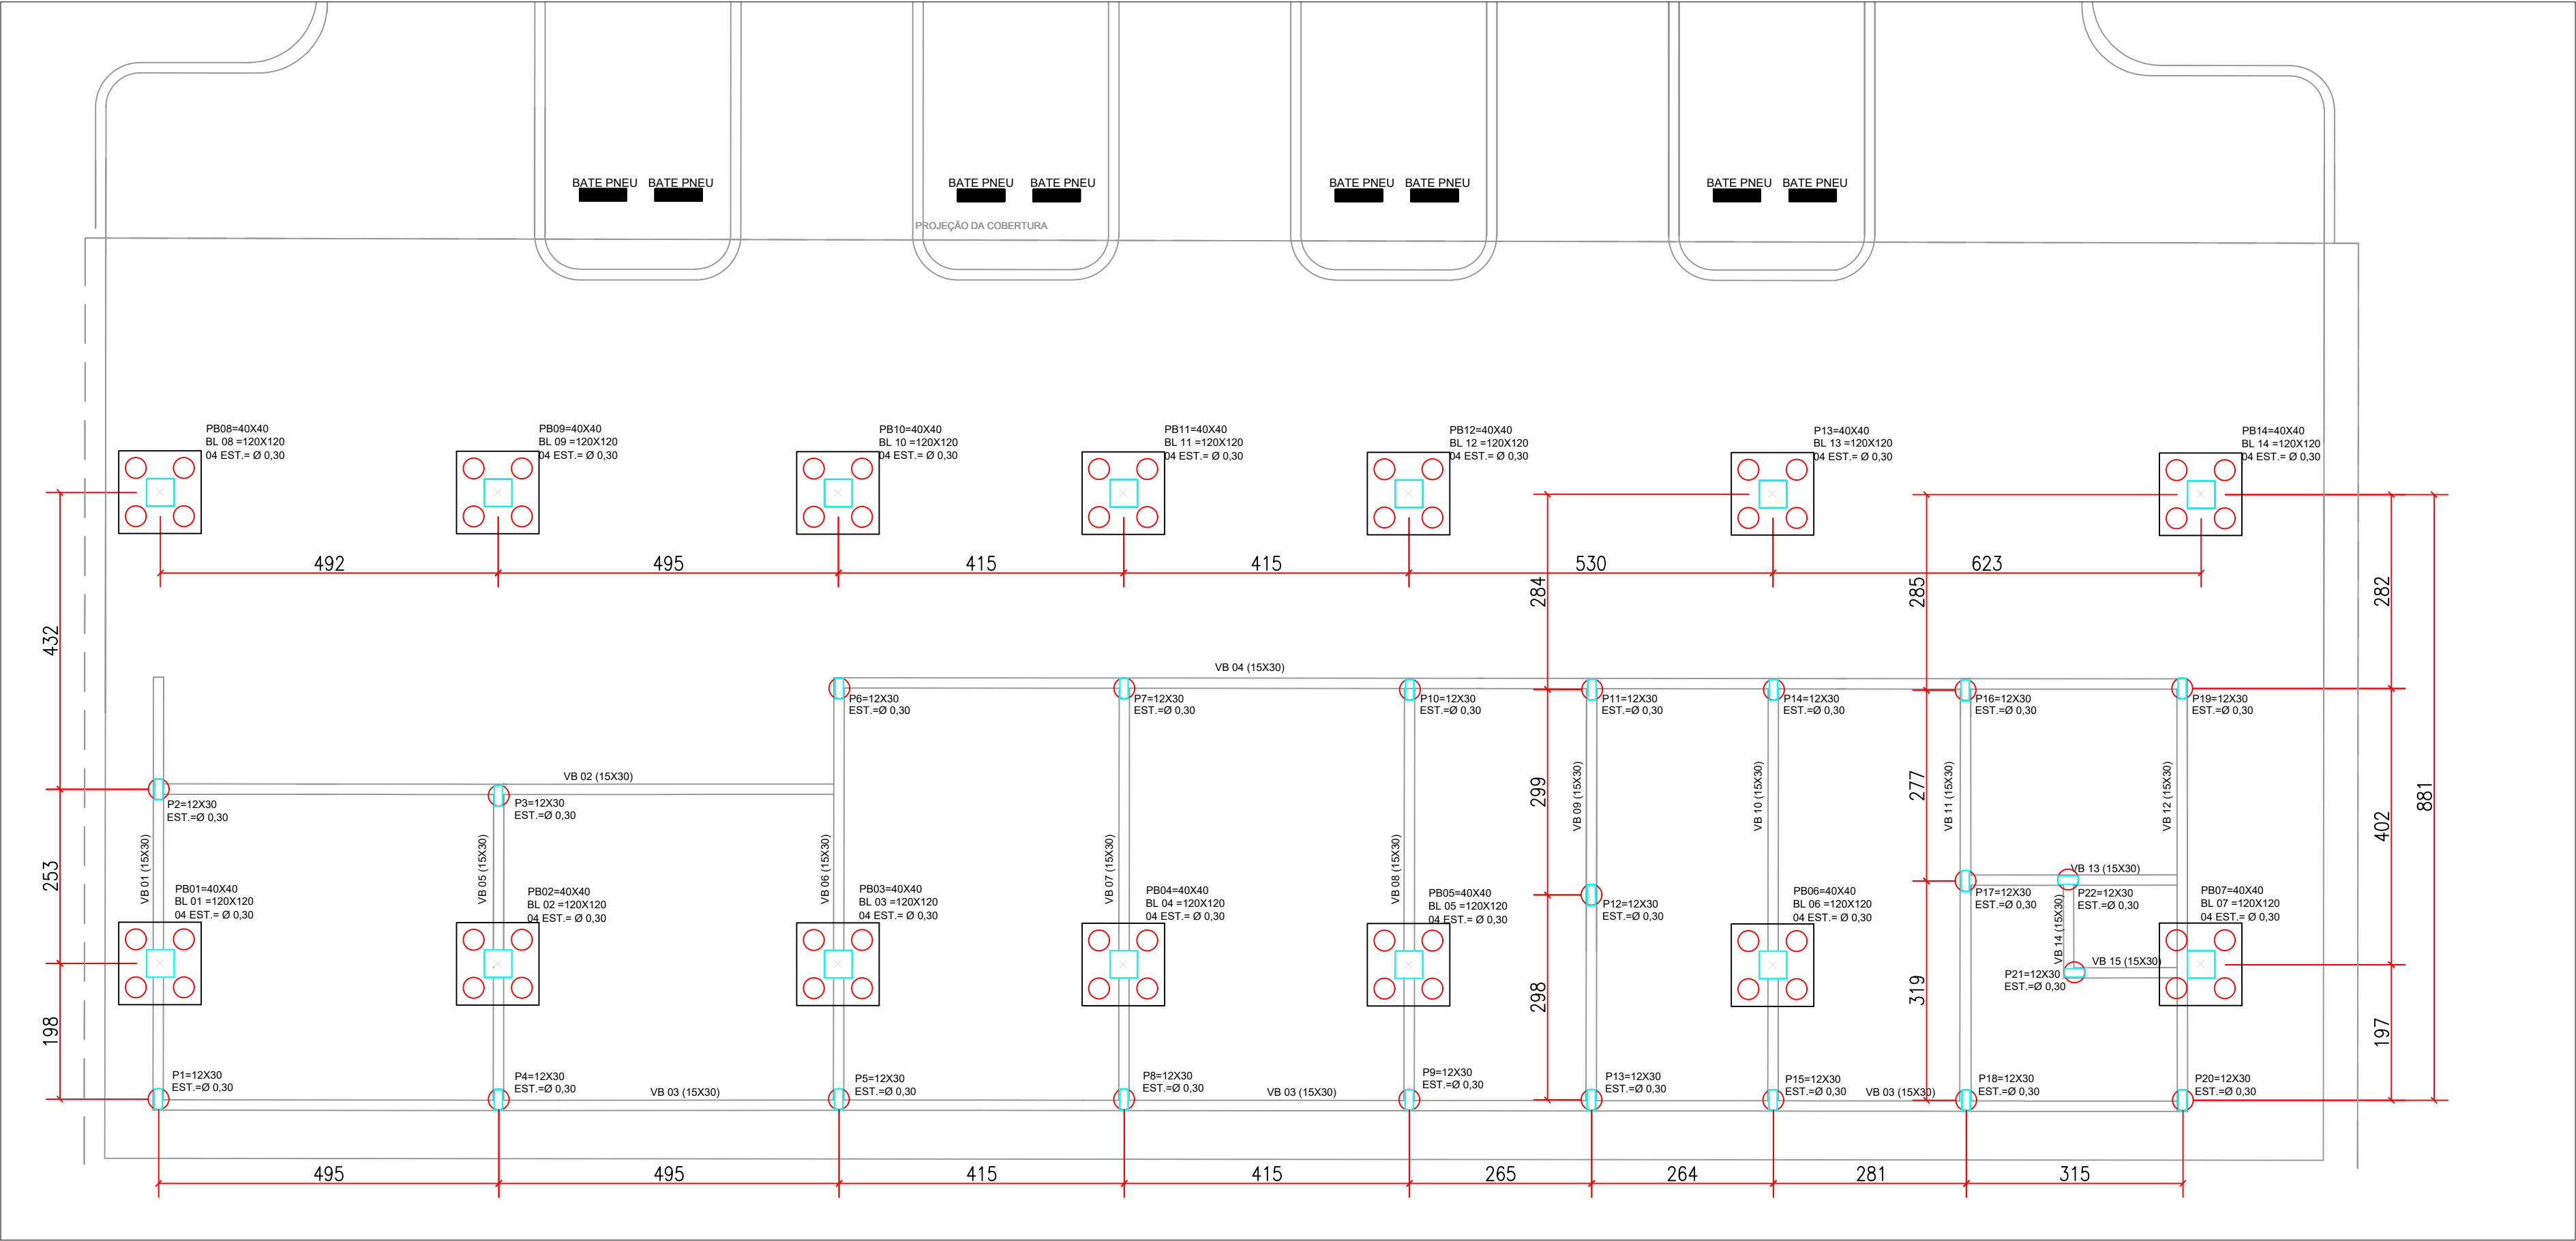 BATE PNEU BATE PNEU
BATE PNEU BATE PNEU
BATE PNEU BATE PNEU
BATE PNEU BATE PNEU
PROJEÇÃO DA COBERTURA
PB08=40X40
BL 08 =120X120
04 EST.= Ø 0,30
PB09=40X40
BL 09 =120X120
04 EST.= Ø 0,30
PB10=40X40
BL 10 =120X120
04 EST.= Ø 0,30
PB11=40X40
BL 11 =120X120
04 EST.= Ø 0,30
PB12=40X40
BL 12 =120X120
04 EST.= Ø 0,30
P13=40X40
BL 13 =120X120
04 EST.= Ø 0,30
PB14=40X40
BL 14 =120X120
04 EST.= Ø 0,30
492
495
415
415
530
623
432
284
285
282
VB 04 (15X30)
P6=12X30
EST.=Ø 0,30
P7=12X30
EST.=Ø 0,30
P10=12X30
EST.=Ø 0,30
P11=12X30
EST.=Ø 0,30
P14=12X30
EST.=Ø 0,30
P16=12X30
EST.=Ø 0,30
P19=12X30
EST.=Ø 0,30
VB 02 (15X30)
P2=12X30
EST.=Ø 0,30
P3=12X30
EST.=Ø 0,30
299
277
402
881
VB 01 (15X30)
VB 05 (15X30)
VB 06 (15X30)
VB 07 (15X30)
VB 08 (15X30)
VB 09 (15X30)
VB 10 (15X30)
VB 11 (15X30)
VB 12 (15X30)
253
PB01=40X40
BL 01 =120X120
04 EST.= Ø 0,30
PB02=40X40
BL 02 =120X120
04 EST.= Ø 0,30
PB03=40X40
BL 03 =120X120
04 EST.= Ø 0,30
PB04=40X40
BL 04 =120X120
04 EST.= Ø 0,30
PB05=40X40
BL 05 =120X120
04 EST.= Ø 0,30
P12=12X30
EST.=Ø 0,30
PB06=40X40
BL 06 =120X120
04 EST.= Ø 0,30
P17=12X30
EST.=Ø 0,30
VB 13 (15X30)
P22=12X30
EST.=Ø 0,30
PB07=40X40
BL 07 =120X120
04 EST.= Ø 0,30
VB 14 (15X30)
VB 15 (15X30)
P21=12X30
EST.=Ø 0,30
198
298
319
197
P1=12X30
EST.=Ø 0,30
P4=12X30
EST.=Ø 0,30
VB 03 (15X30)
P5=12X30
EST.=Ø 0,30
P8=12X30
EST.=Ø 0,30
VB 03 (15X30)
P9=12X30
EST.=Ø 0,30
P13=12X30
EST.=Ø 0,30
P15=12X30
EST.=Ø 0,30
VB 03 (15X30)
P18=12X30
EST.=Ø 0,30
P20=12X30
EST.=Ø 0,30
495
495
415
415
265
264
281
315